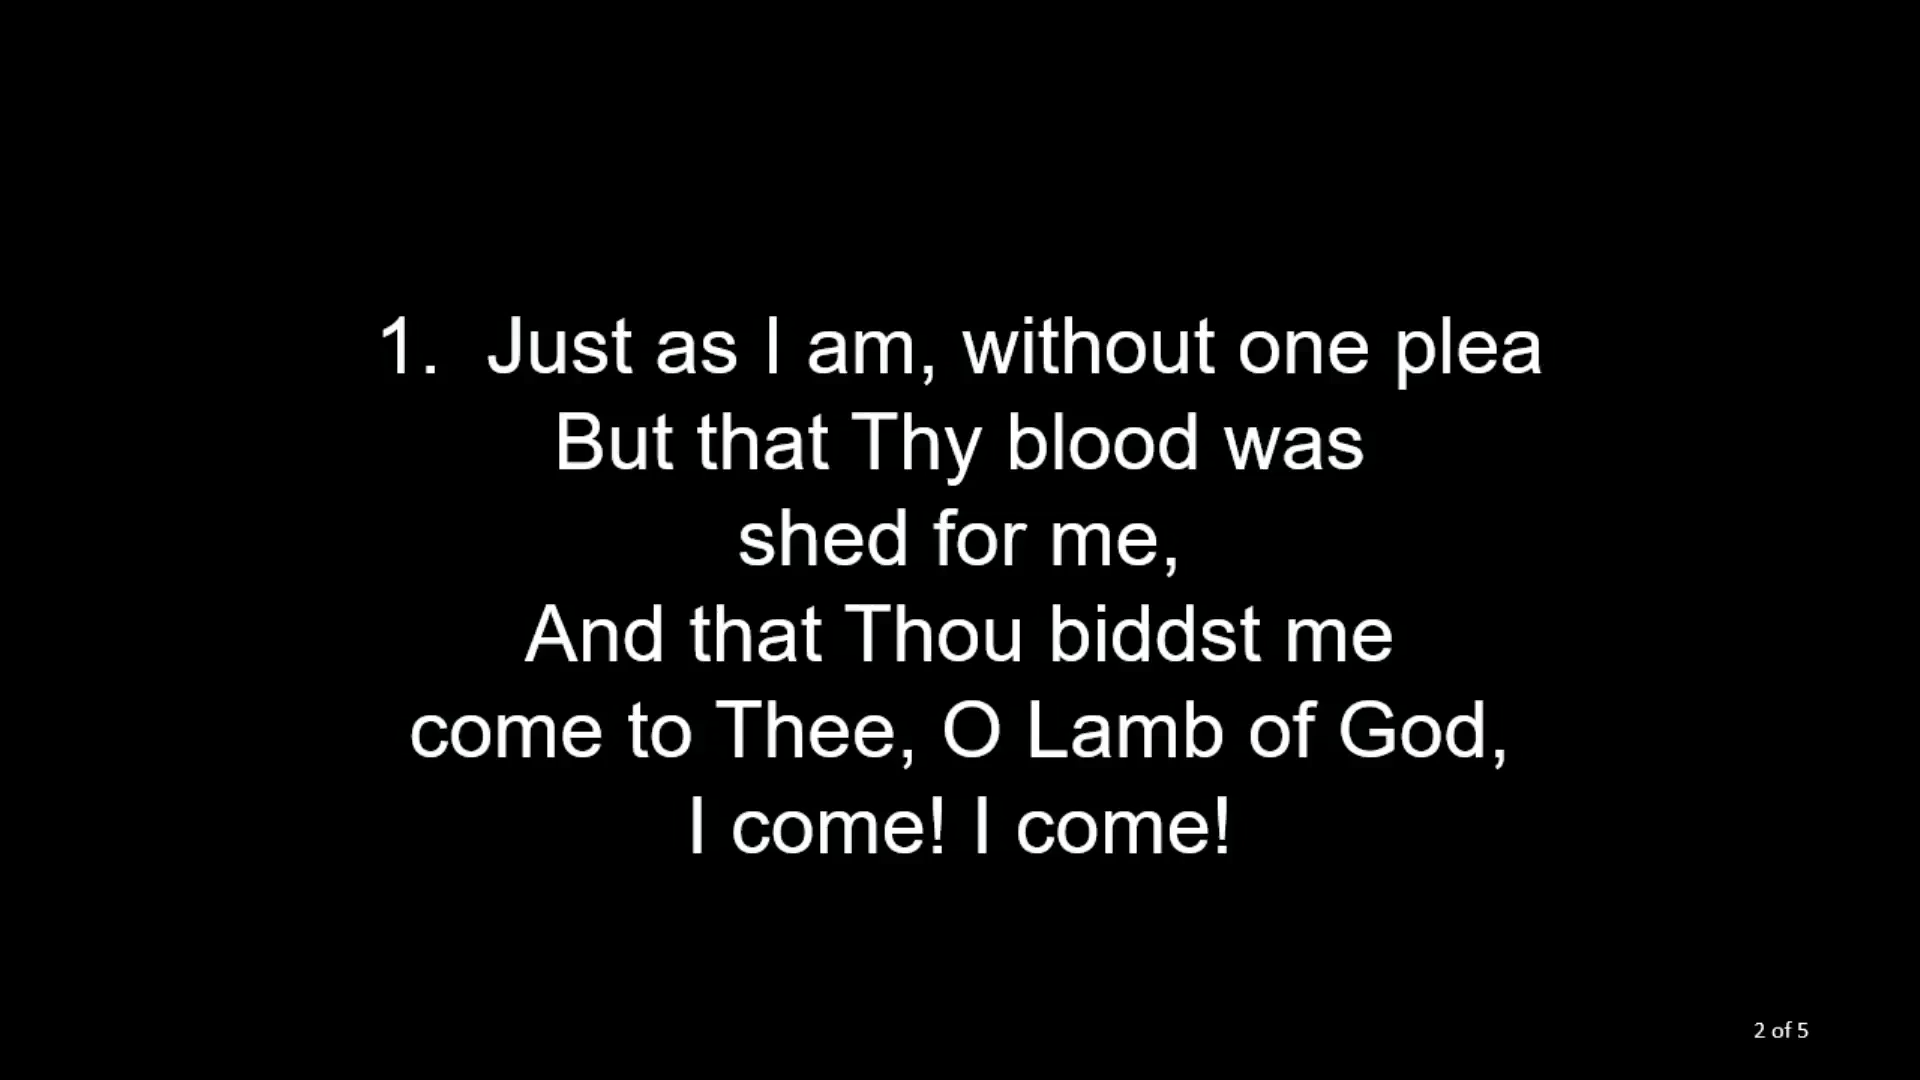 1.  Just as I am, without one plea
But that Thy blood was
shed for me,
And that Thou biddst me
come to Thee, O Lamb of God,
I come! I come!
2 of 5